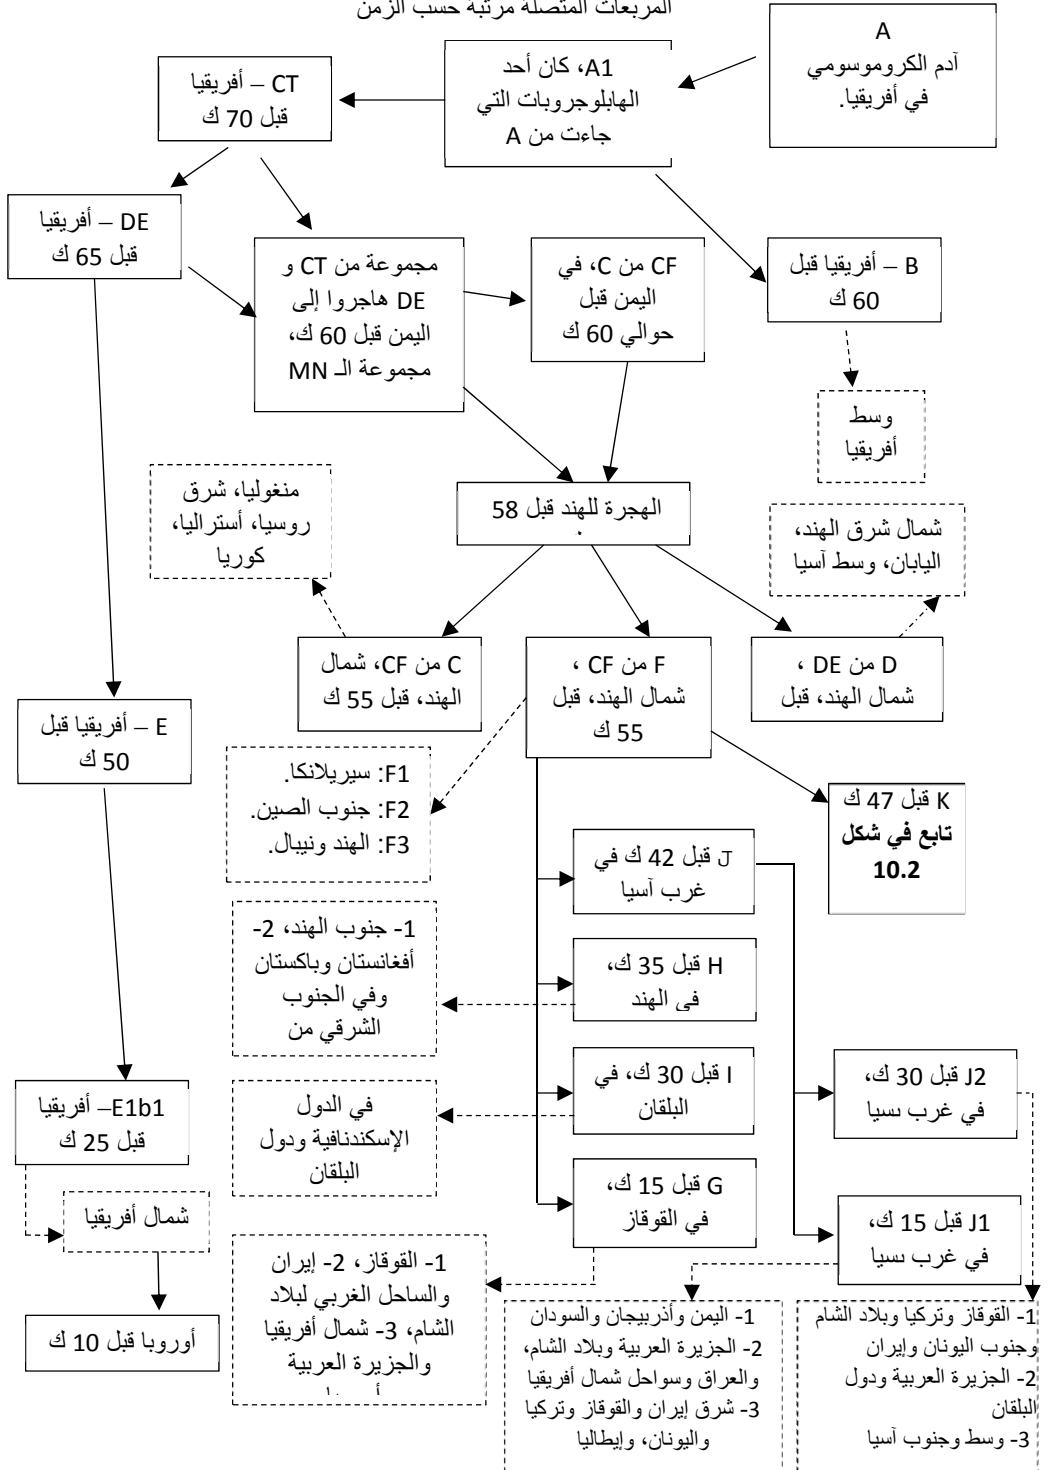 المربعات المتصلة مرتبة حسب الزمن
A
آدم الكروموسومي
في أفريقيا.
A1، كان أحد
الهابلوجروبات التي
جاءت من A
CT – أفريقيا
قبل 70 ك
DE – أفريقيا
قبل 65 ك
مجموعة من CT و
DE هاجروا إلى
اليمن قبل 60 ك،
مجموعة الـ MN
CF من C، في
اليمن قبل
حوالي 60 ك
B – أفريقيا قبل
60 ك
وسط
أفريقيا
منغوليا، شرق
روسيا، أستراليا،
كوريا
الهجرة للهند قبل 58
شمال شرق الهند،
اليابان، وسط آسيا
C من CF، شمال
الهند، قبل 55 ك
F من CF ،
شمال الهند، قبل
55 ك
D من DE ،
شمال الهند، قبل
E – أفريقيا قبل
50 ك
F1: سيريلانكا.
F2: جنوب الصين.
F3: الهند ونيبال.
K قبل 47 ك
تابع في شكل
10.2
J قبل 42 ك في
غرب آسيا
1- جنوب الهند، 2-
أفغانستان وباكستان
وفي الجنوب
الشرقي من
H قبل 35 ك،
في الهند
I قبل 30 ك، في
البلقان
في الدول
الإسكندنافية ودول
البلقان
J2 قبل 30 ك،
في غرب سسيا
E1b1– أفريقيا
قبل 25 ك
G قبل 15 ك،
في القوقاز
شمال أفريقيا
J1 قبل 15 ك،
في غرب سسيا
1- القوقاز، 2- إيران
والساحل الغربي لبلاد
الشام، 3- شمال أفريقيا
والجزيرة العربية
أوروبا قبل 10 ك
1- اليمن وأذربيجان والسودان
2- الجزيرة العربية وبلاد الشام،
والعراق وسواحل شمال أفريقيا
3- شرق إيران والقوقاز وتركيا
واليونان، وإيطاليا
1- القوقاز وتركيا وبلاد الشام
وجنوب اليونان وإيران
2- الجزيرة العربية ودول
البلقان
3- وسط وجنوب آسيا